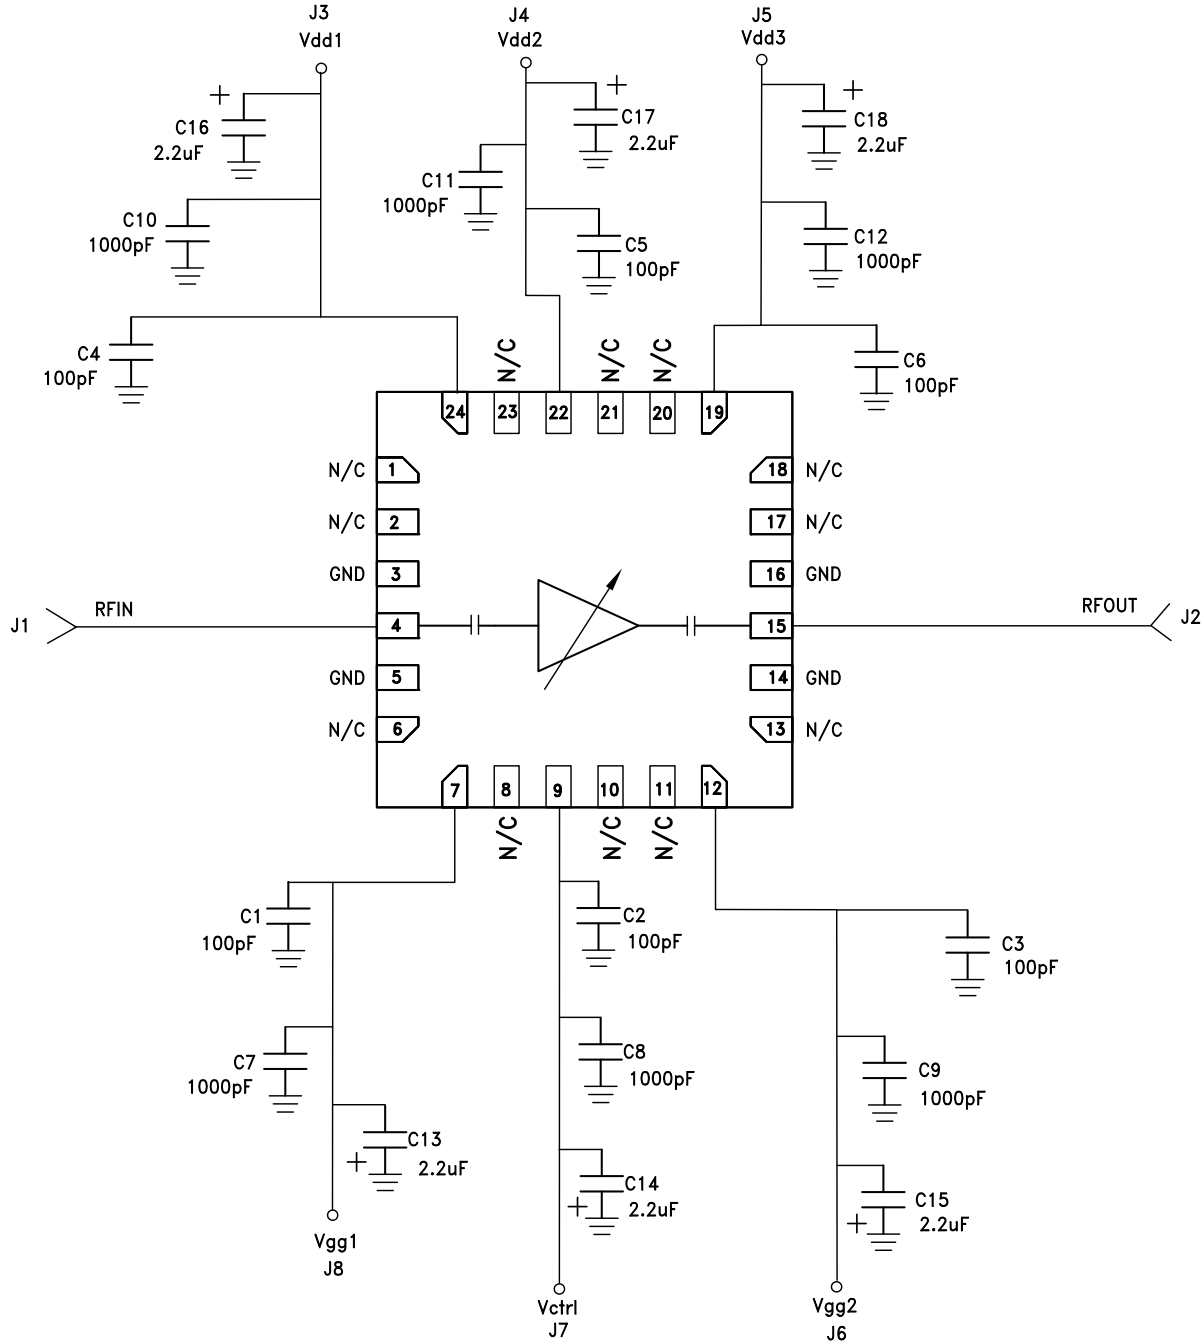 J3
Vdd1
J4
Vdd2
J5
Vdd3
+
C16
2.2uF
+
C17
2.2uF
+
C18
2.2uF
C10
1000pF
C11
1000pF
C5
100pF
C12
1000pF
C4
100pF
C6
100pF
N/C
N/C
N/C
24
23
22
21
20
19
N/C
1
18
N/C
N/C
2
17
N/C
GND
3
16
GND
J1
RFIN
4
15
RFOUT
J2
GND
5
14
GND
N/C
6
13
N/C
7
8
9
10
11
12
N/C
N/C
N/C
C1
100pF
C2
100pF
C3
100pF
C7
1000pF
C8
1000pF
C9
1000pF
C13
+
2.2uF
C14
+
2.2uF
C15
+
2.2uF
Vgg1
J8
Vctrl
J7
Vgg2
J6